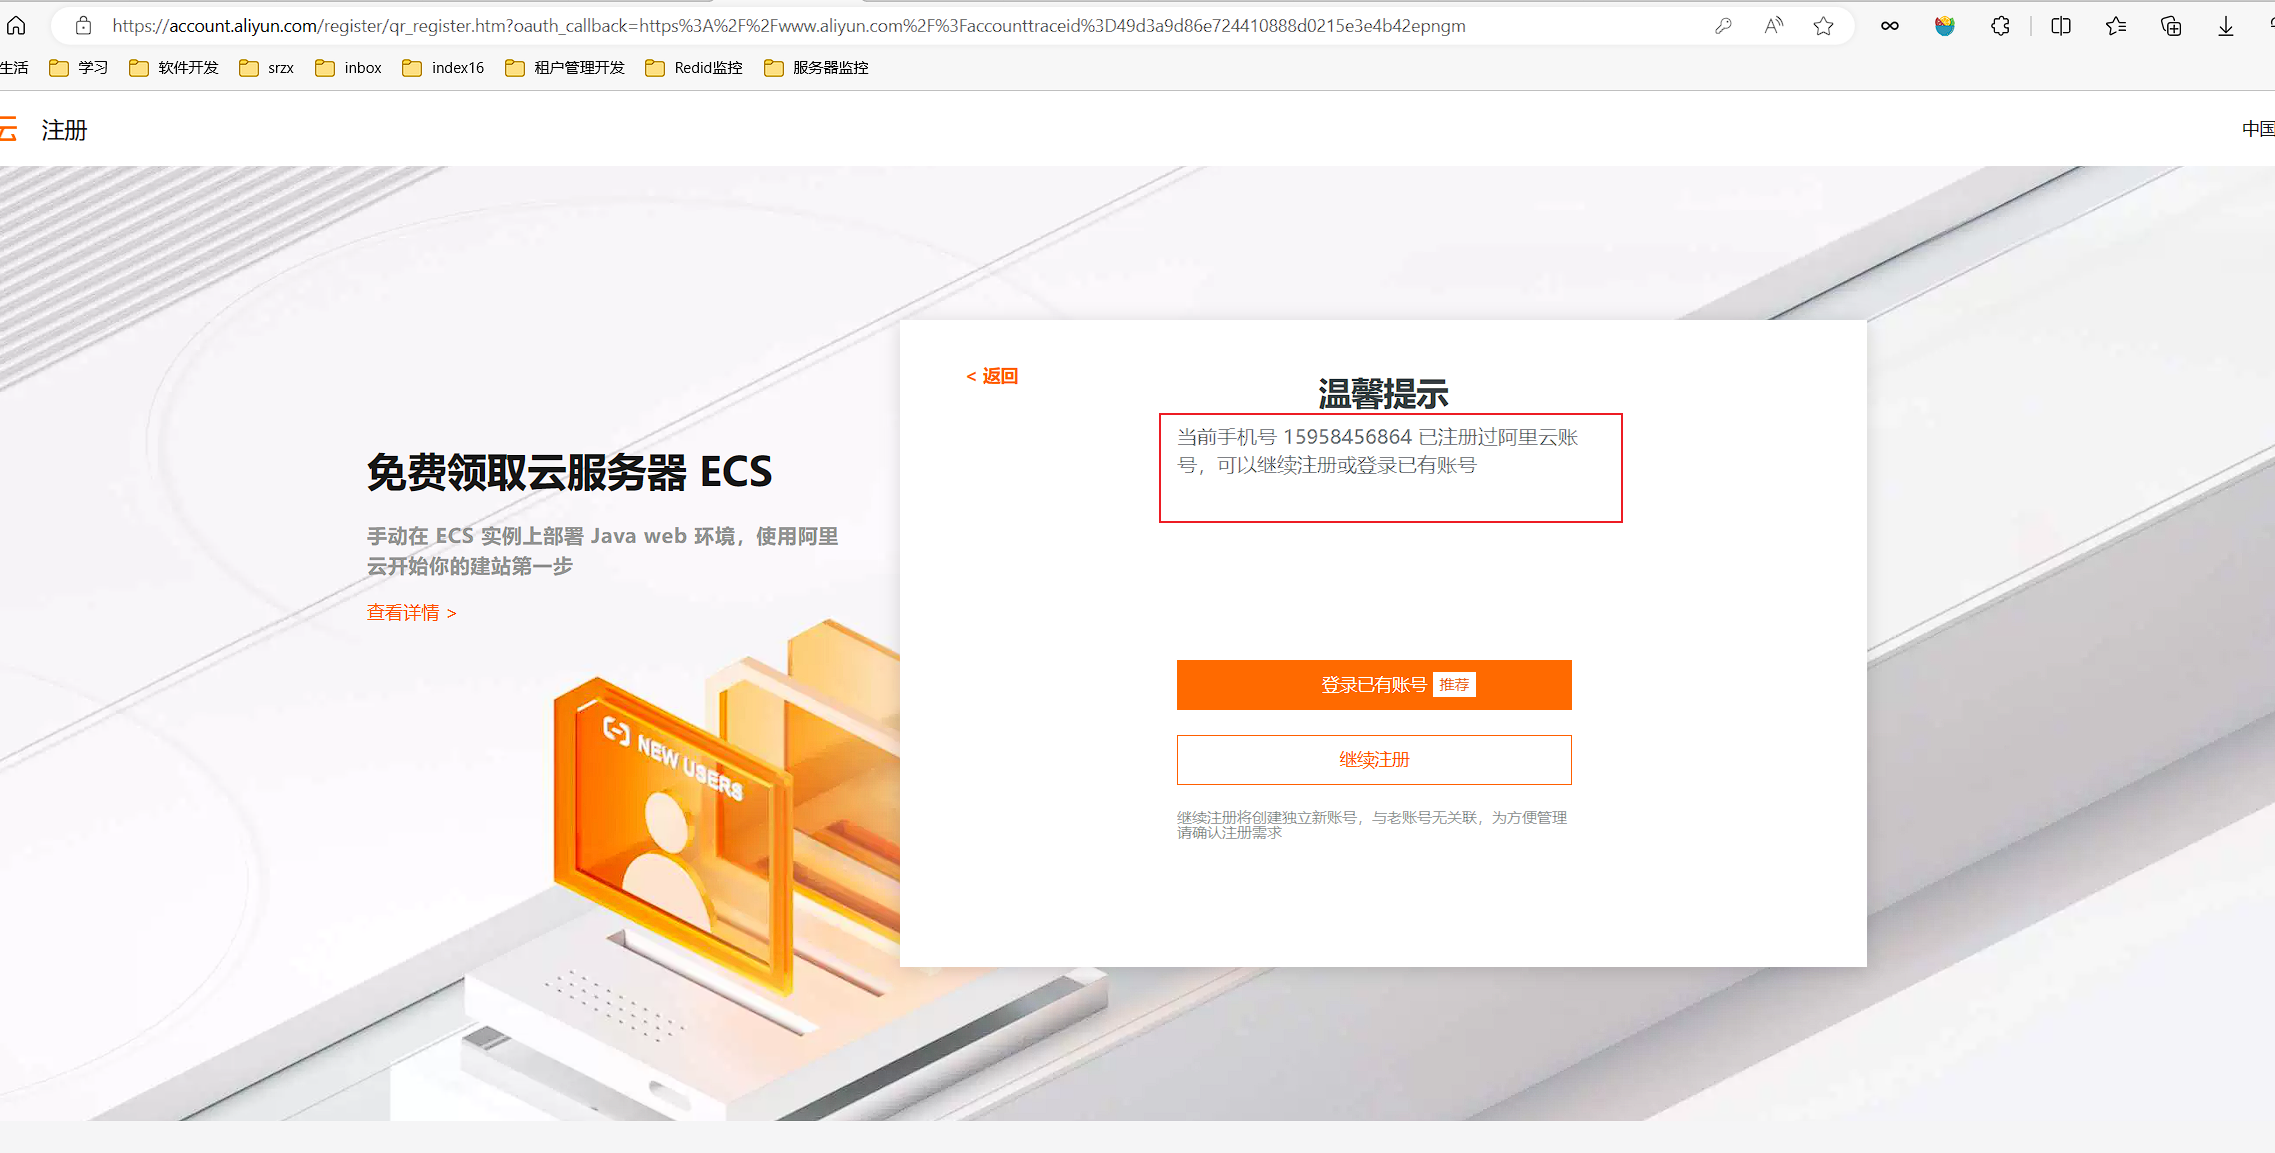 https://account.aliyun.com/register/qr_register.htm?oauth_callback=https%3A%2F%2Fwww.aliyun.com%2F%3Faccounttraceid%3D49d3a9d86e724410888d0215e3e4b42epngm
生活 学习 软件开发 srzx inbox index16 租户管理开发 Redid监控 服务器监控
云 注册 中国
< 返回
温馨提示
当前手机号 15958456864 已注册过阿里云账
号，可以继续注册或登录已有账号
免费领取云服务器 ECS
手动在 ECS 实例上部署 Java web 环境，使用阿里
云开始你的建站第一步
查看详情 >
NEW USERS
登录已有账号 推荐
继续注册
继续注册将创建独立新账号，与老账号无关联，为方便管理
请确认注册需求